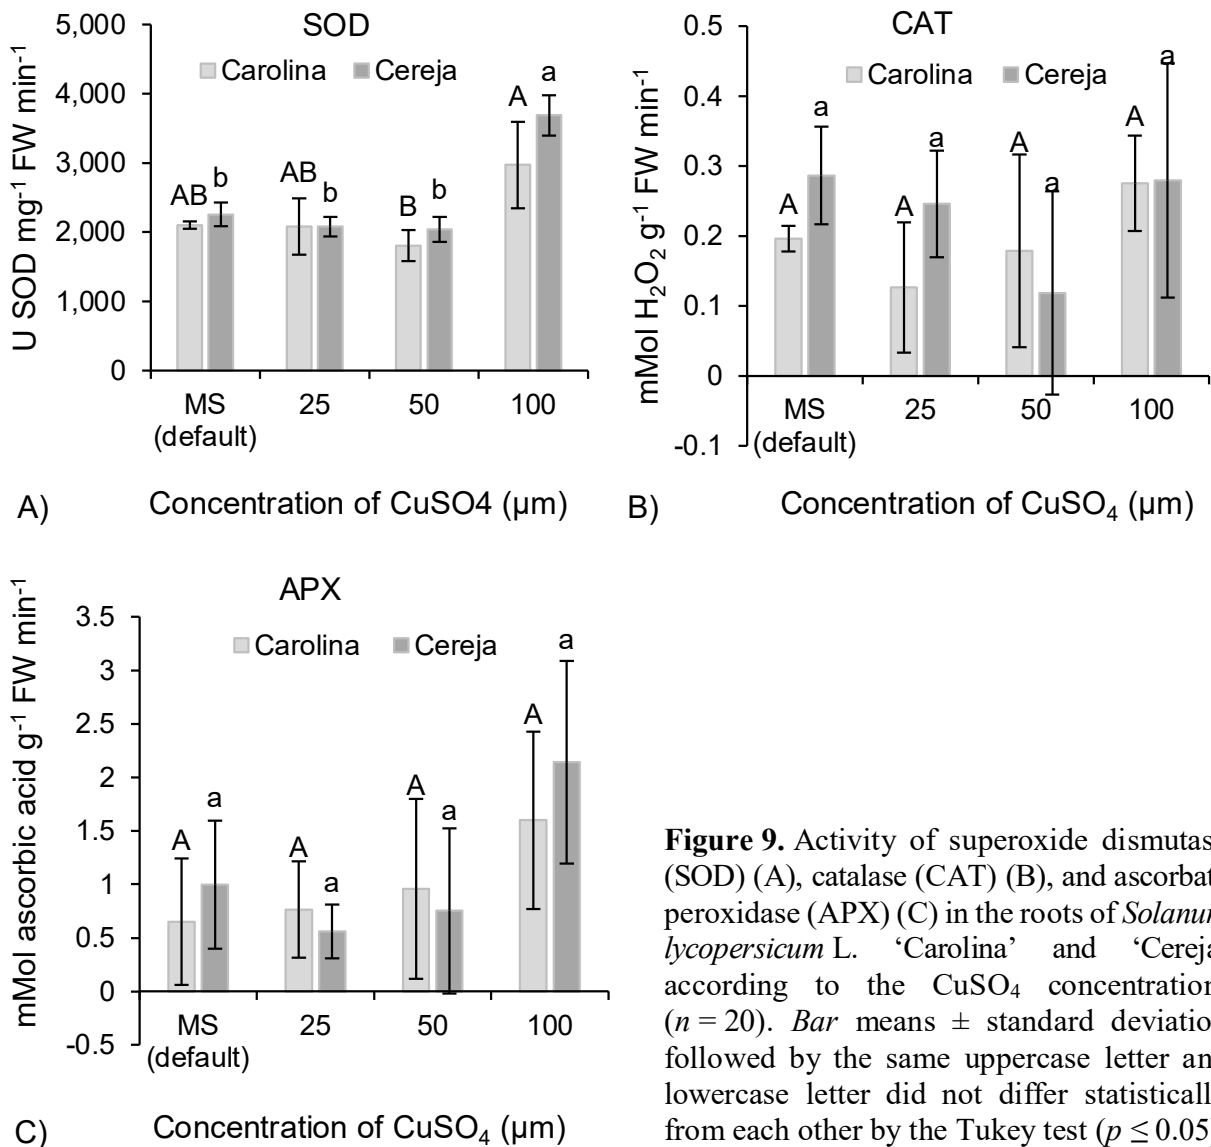 SOD
Carolina Cereja
U SOD mg⁻¹ FW min⁻¹
5,000
4,000
3,000
2,000
1,000
0
AB b AB b B b A a
MS (default) 25 50 100
A) Concentration of CuSO4 (µm)
CAT
Carolina Cereja
mMol H₂O₂ g⁻¹ FW min⁻¹
0.5
0.4
0.3
0.2
0.1
0
-0.1
A a A a A a A a
MS (default) 25 50 100
B) Concentration of CuSO₄ (µm)
APX
Carolina Cereja
mMol ascorbic acid g⁻¹ FW min⁻¹
3.5
3
2.5
2
1.5
1
0.5
0
-0.5
A a A a A a A a
MS (default) 25 50 100
C) Concentration of CuSO₄ (µm)
Figure 9. Activity of superoxide dismutas
(SOD) (A), catalase (CAT) (B), and ascorbat
peroxidase (APX) (C) in the roots of Solanu
lycopersicum L. ‘Carolina’ and ‘Cereja
according to the CuSO₄ concentration
(n = 20). Bar means ± standard deviatio
followed by the same uppercase letter an
lowercase letter did not differ statisticall
from each other by the Tukey test (p ≤ 0.05